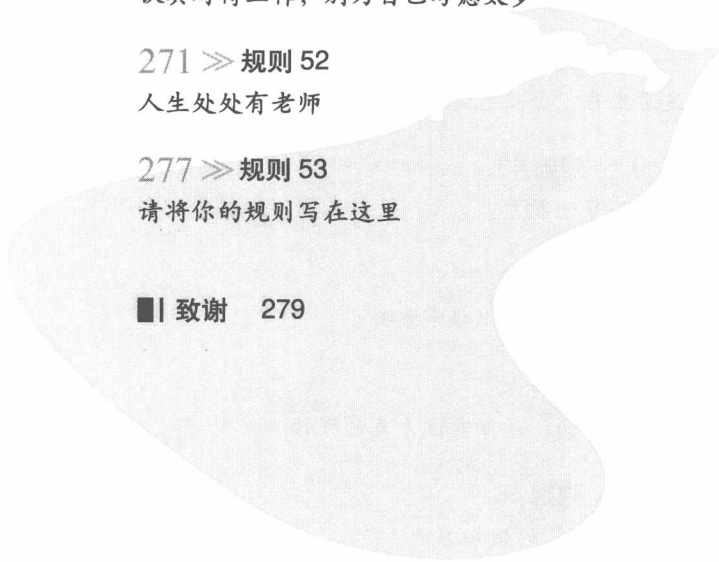 271 >> 规则 52
人生处处有老师
277 >> 规则 53
请将你的规则写在这里
致谢 279